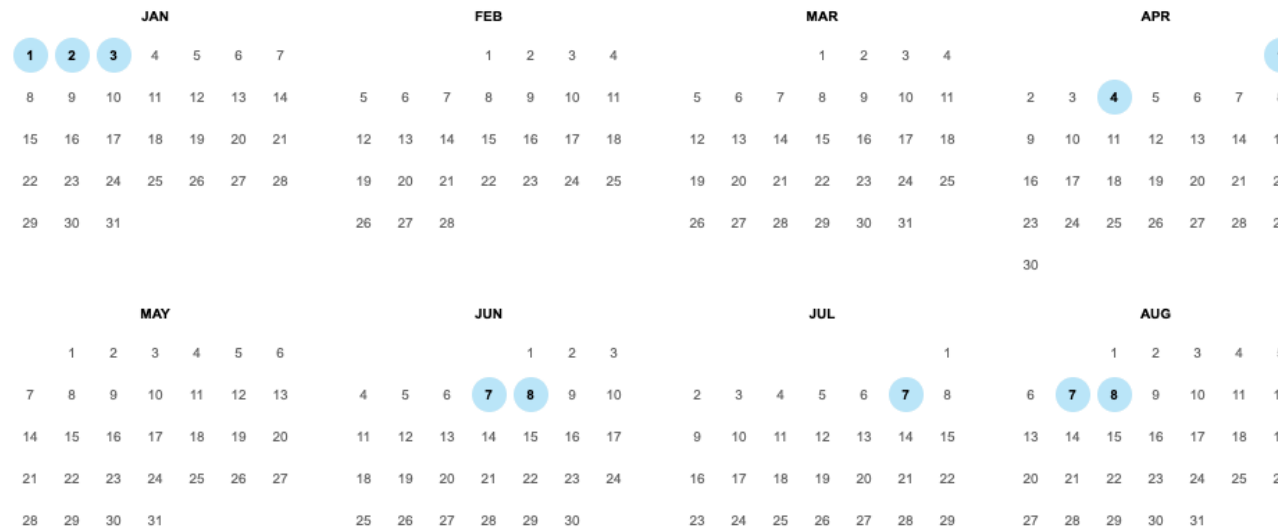 JAN FEB MAR APR
1 2 3 4 5 6 7 1 2 3 4 1 2 3 4
8 9 10 11 12 13 14 5 6 7 8 9 10 11 5 6 7 8 9 10 11 2 3 4 5 6 7
15 16 17 18 19 20 21 12 13 14 15 16 17 18 12 13 14 15 16 17 18 9 10 11 12 13 14
22 23 24 25 26 27 28 19 20 21 22 23 24 25 19 20 21 22 23 24 25 16 17 18 19 20 21
29 30 31 26 27 28 26 27 28 29 30 31 23 24 25 26 27 28
30
MAY JUN JUL AUG
1 2 3 4 5 6 1 2 3 1 1 2 3 4
7 8 9 10 11 12 13 4 5 6 7 8 9 10 2 3 4 5 6 7 8 6 7 8 9 10 11
14 15 16 17 18 19 20 11 12 13 14 15 16 17 9 10 11 12 13 14 15 13 14 15 16 17 18
21 22 23 24 25 26 27 18 19 20 21 22 23 24 16 17 18 19 20 21 22 20 21 22 23 24 25
28 29 30 31 25 26 27 28 29 30 23 24 25 26 27 28 29 27 28 29 30 31